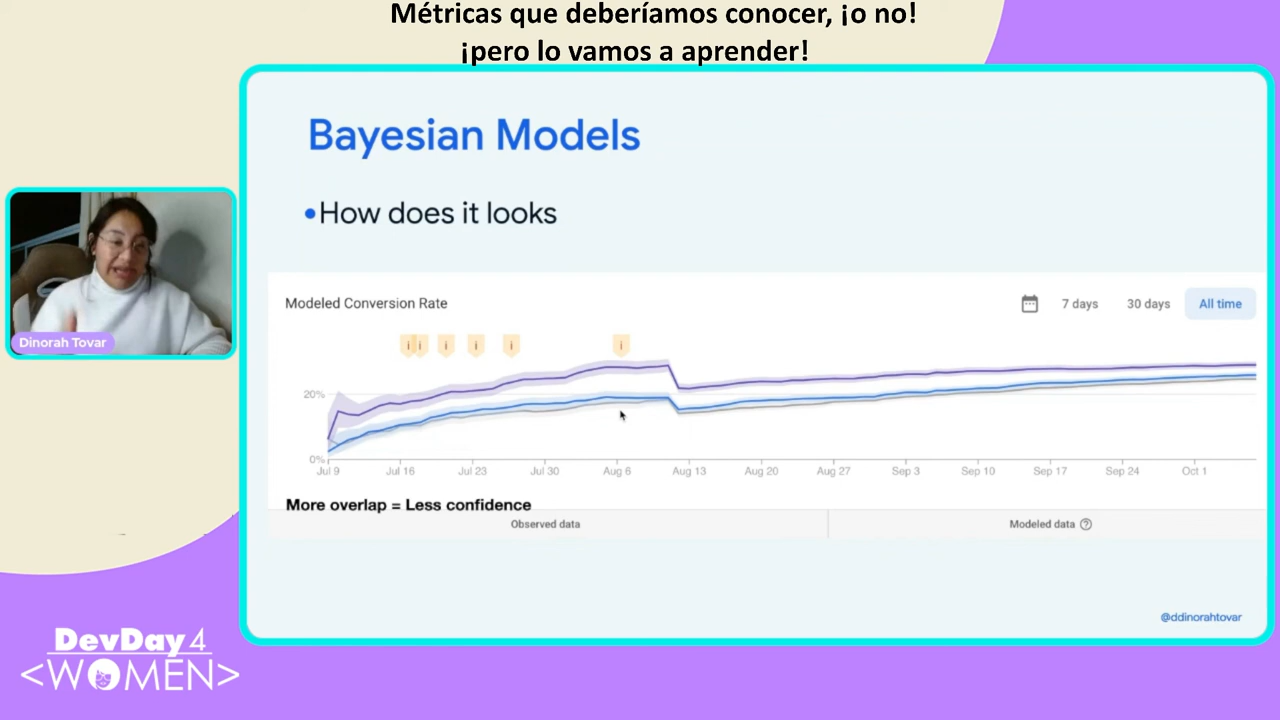 Métricas que deberíamos conocer, ¡o no!
¡pero lo vamos a aprender!
Bayesian Models
•How does it looks
Modeled Conversion Rate
7 days
30 days
All time
i i i i i i
20%
0%
Jul 9 Jul 16 Jul 23 Jul 30 Aug 6 Aug 13 Aug 20 Aug 27 Sep 3 Sep 10 Sep 17 Sep 24 Oct 1
More overlap = Less confidence
Observed data
Modeled data ?
@ddinorahtovar
Dinorah Tovar
DevDay 4
<WOMEN>